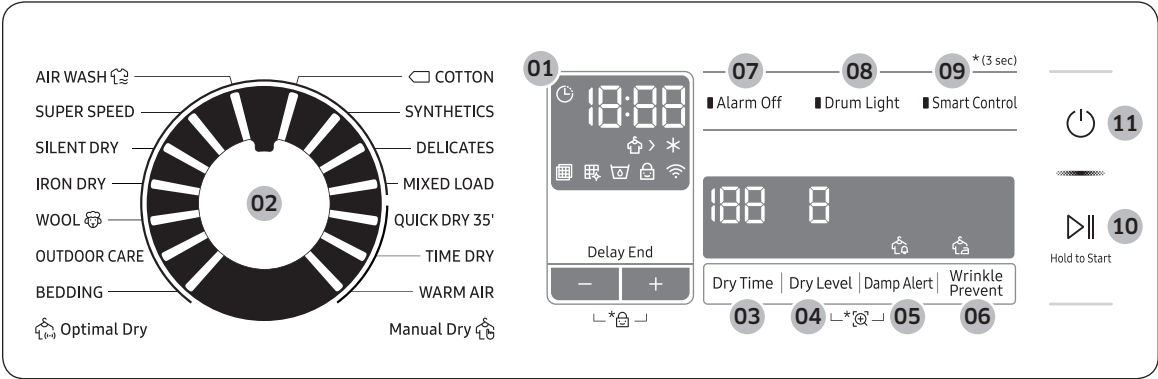 AIR WASH
SUPER SPEED
SILENT DRY
IRON DRY
WOOL
OUTDOOR CARE
BEDDING
Optimal Dry
02
COTTON
SYNTHETICS
DELICATES
MIXED LOAD
QUICK DRY 35'
TIME DRY
WARM AIR
Manual Dry
01
18:88
Delay End
− +
*
07 08 09 *(3 sec)
Alarm Off Drum Light Smart Control
188 8
Dry Time Dry Level Damp Alert Wrinkle
Prevent
03 04 * 05 06
11
10
Hold to Start